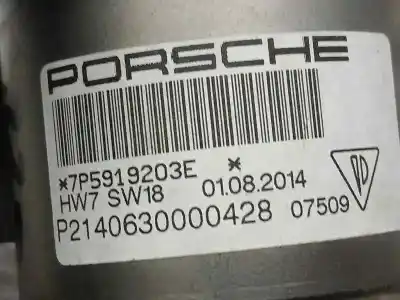 PORSCHE
*7P5919203E *
HW7 SW18 01.08.2014
P2140630000428 07509